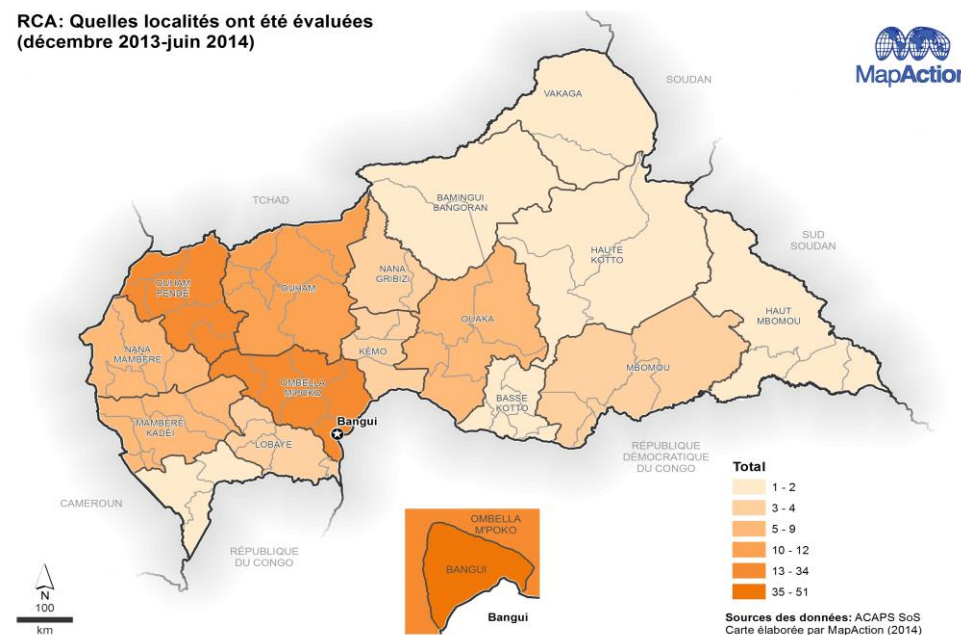 RCA: Quelles localités ont été évaluées
(décembre 2013-juin 2014)
MapAction
SOUDAN
VAKAGA
TCHAD
BAMINGUI
BANGORAN
SUD
SOUDAN
HAUTE
KOTTO
NANA
GRIBIZI
OUHAM
PENDÉ
OUHAM
OUAKA
HAUT
MBOMOU
KÉMO
NANA
MAMBÉRÉ
MBOMOU
OMBELLA
M'POKO
BASSE
KOTTO
Bangui
MAMBÉRÉ
KADÉI
LOBAYE
RÉPUBLIQUE
DÉMOCRATIQUE
DU CONGO
CAMEROUN
RÉPUBLIQUE
DU CONGO
Total
1 - 2
3 - 4
5 - 9
10 - 12
13 - 34
35 - 51
OMBELLA
M'POKO
BANGUI
Bangui
N
100
km
Sources des données: ACAPS SoS
Carte élaborée par MapAction (2014)